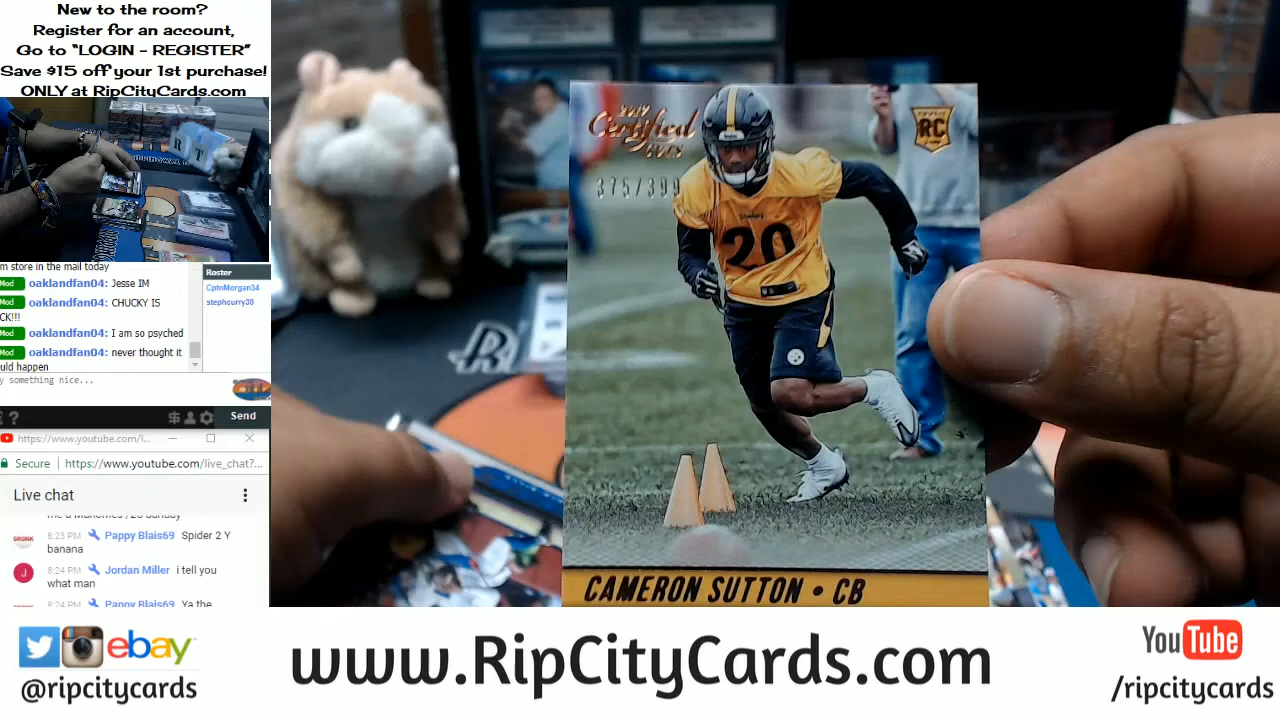 New to the room?
Register for an account,
Go to "LOGIN - REGISTER"
Save $15 off your 1st purchase!
ONLY at RipCityCards.com
m store in the mail today
Mod oaklandfan04: Jesse IM
Mod oaklandfan04: CHUCKY IS
CK!!!
Mod oaklandfan04: I am so psyched
Mod oaklandfan04: never thought it
uld happen
y something nice...
Roster
CptnMorgan34
stephcurry30
? $ Send
https://www.youtube.com/l...
Secure https://www.youtube.com/live_chat?...
Live chat
8:23 PM Pappy Blais69 Spider 2 Y
banana
J 8:24 PM Jordan Miller i tell you
what man
8:24 PM Pappy Blais69 Ya the
2017
Certified
RC
375/399
20
CAMERON SUTTON • CB
ebay
@ripcitycards
www.RipCityCards.com
YouTube
/ripcitycards